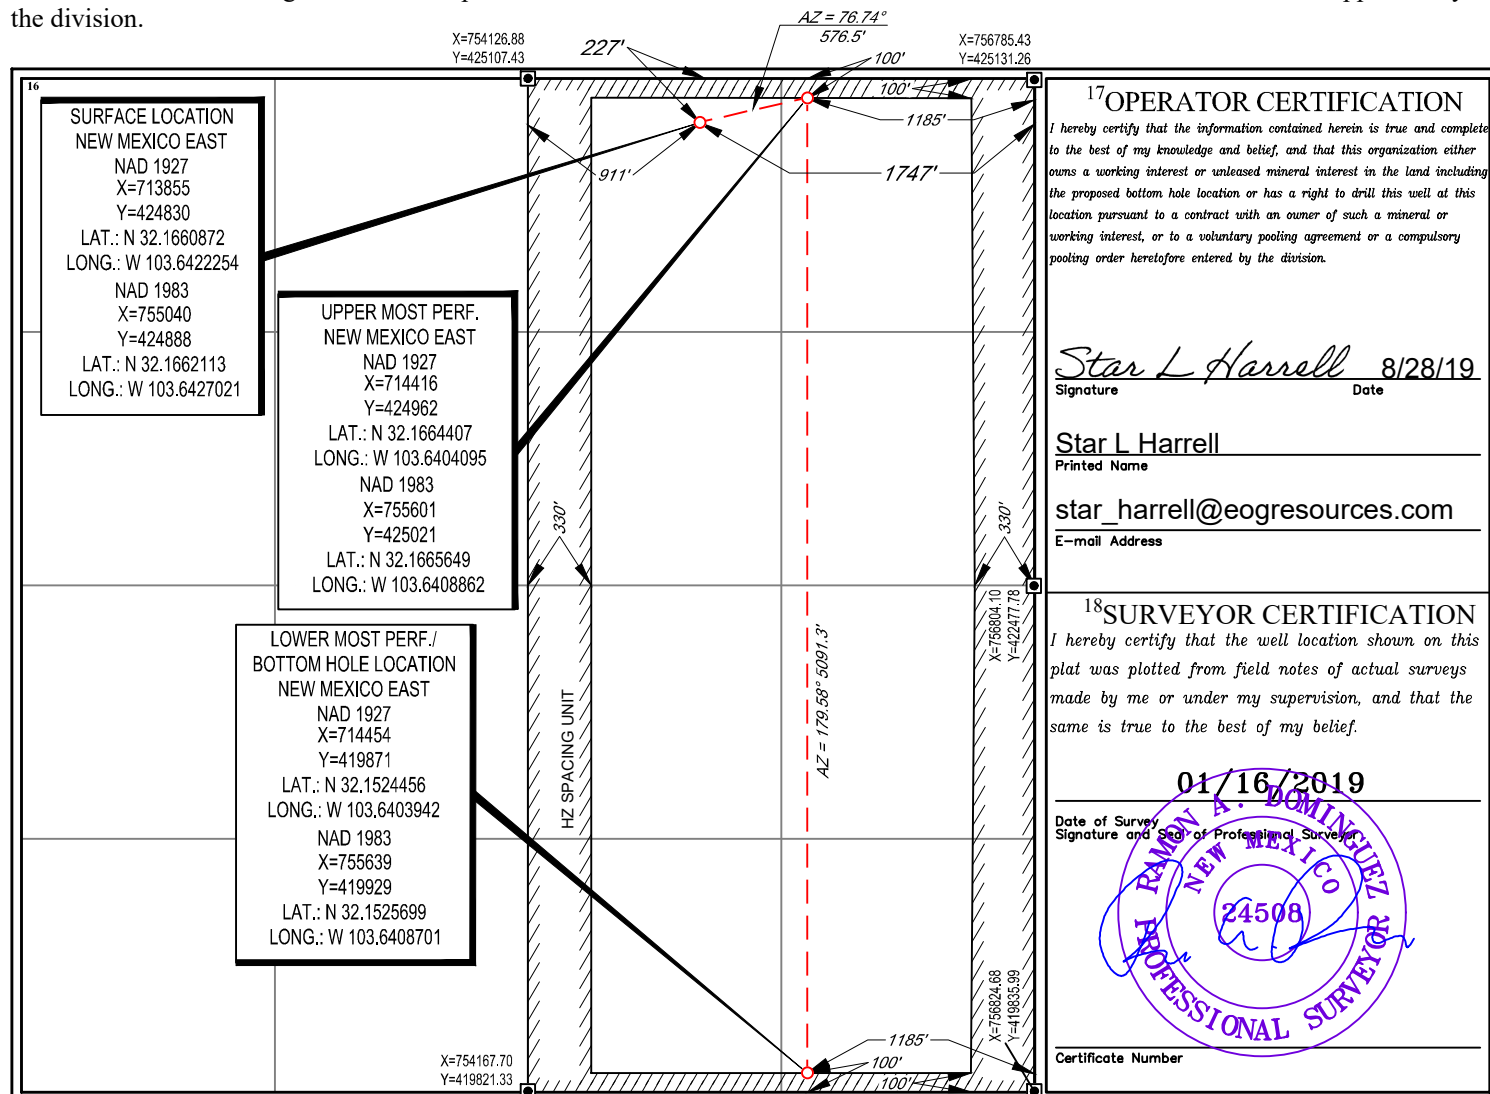 the division.
16
X=754126.88
Y=425107.43
227'
AZ = 76.74°
576.5'
100'
X=756785.43
Y=425131.26
100'
1185'
911'
1747'
SURFACE LOCATION
NEW MEXICO EAST
NAD 1927
X=713855
Y=424830
LAT.: N 32.1660872
LONG.: W 103.6422254
NAD 1983
X=755040
Y=424888
LAT.: N 32.1662113
LONG.: W 103.6427021
UPPER MOST PERF.
NEW MEXICO EAST
NAD 1927
X=714416
Y=424962
LAT.: N 32.1664407
LONG.: W 103.6404095
NAD 1983
X=755601
Y=425021
LAT.: N 32.1665649
LONG.: W 103.6408862
330'
330'
X=756804.10
Y=422477.78
LOWER MOST PERF./
BOTTOM HOLE LOCATION
NEW MEXICO EAST
NAD 1927
X=714454
Y=419871
LAT.: N 32.1524456
LONG.: W 103.6403942
NAD 1983
X=755639
Y=419929
LAT.: N 32.1525699
LONG.: W 103.6408701
HZ SPACING UNIT
AZ = 179.58° 5091.3'
X=756824.68
Y=419835.99
1185'
100'
100'
X=754167.70
Y=419821.33
17OPERATOR CERTIFICATION
I hereby certify that the information contained herein is true and complete
to the best of my knowledge and belief, and that this organization either
owns a working interest or unleased mineral interest in the land including
the proposed bottom hole location or has a right to drill this well at this
location pursuant to a contract with an owner of such a mineral or
working interest, or to a voluntary pooling agreement or a compulsory
pooling order heretofore entered by the division.
Star L Harrell 8/28/19
Signature Date
Star L Harrell
Printed Name
star_harrell@eogresources.com
E-mail Address
18SURVEYOR CERTIFICATION
I hereby certify that the well location shown on this
plat was plotted from field notes of actual surveys
made by me or under my supervision, and that the
same is true to the best of my belief.
01/16/2019
Date of Survey
Signature and Seal of Professional Surveyor
RAMON A. DOMINGUEZ
NEW MEXICO
24508
PROFESSIONAL SURVEYOR
Certificate Number